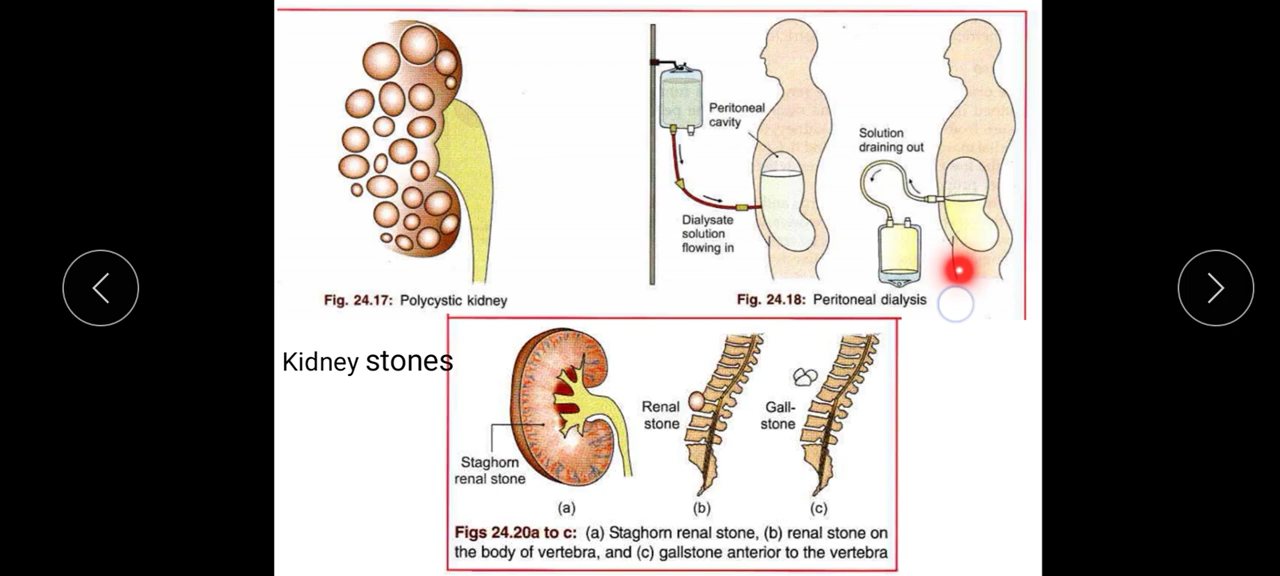 Peritoneal
cavity
Solution
draining out
Dialysate
solution
flowing in
Fig. 24.17: Polycystic kidney
Fig. 24.18: Peritoneal dialysis
Kidney stones
Renal
stone
Gall-
stone
Staghorn
renal stone
(a)
(b)
(c)
Figs 24.20a to c: (a) Staghorn renal stone, (b) renal stone on
the body of vertebra, and (c) gallstone anterior to the vertebra